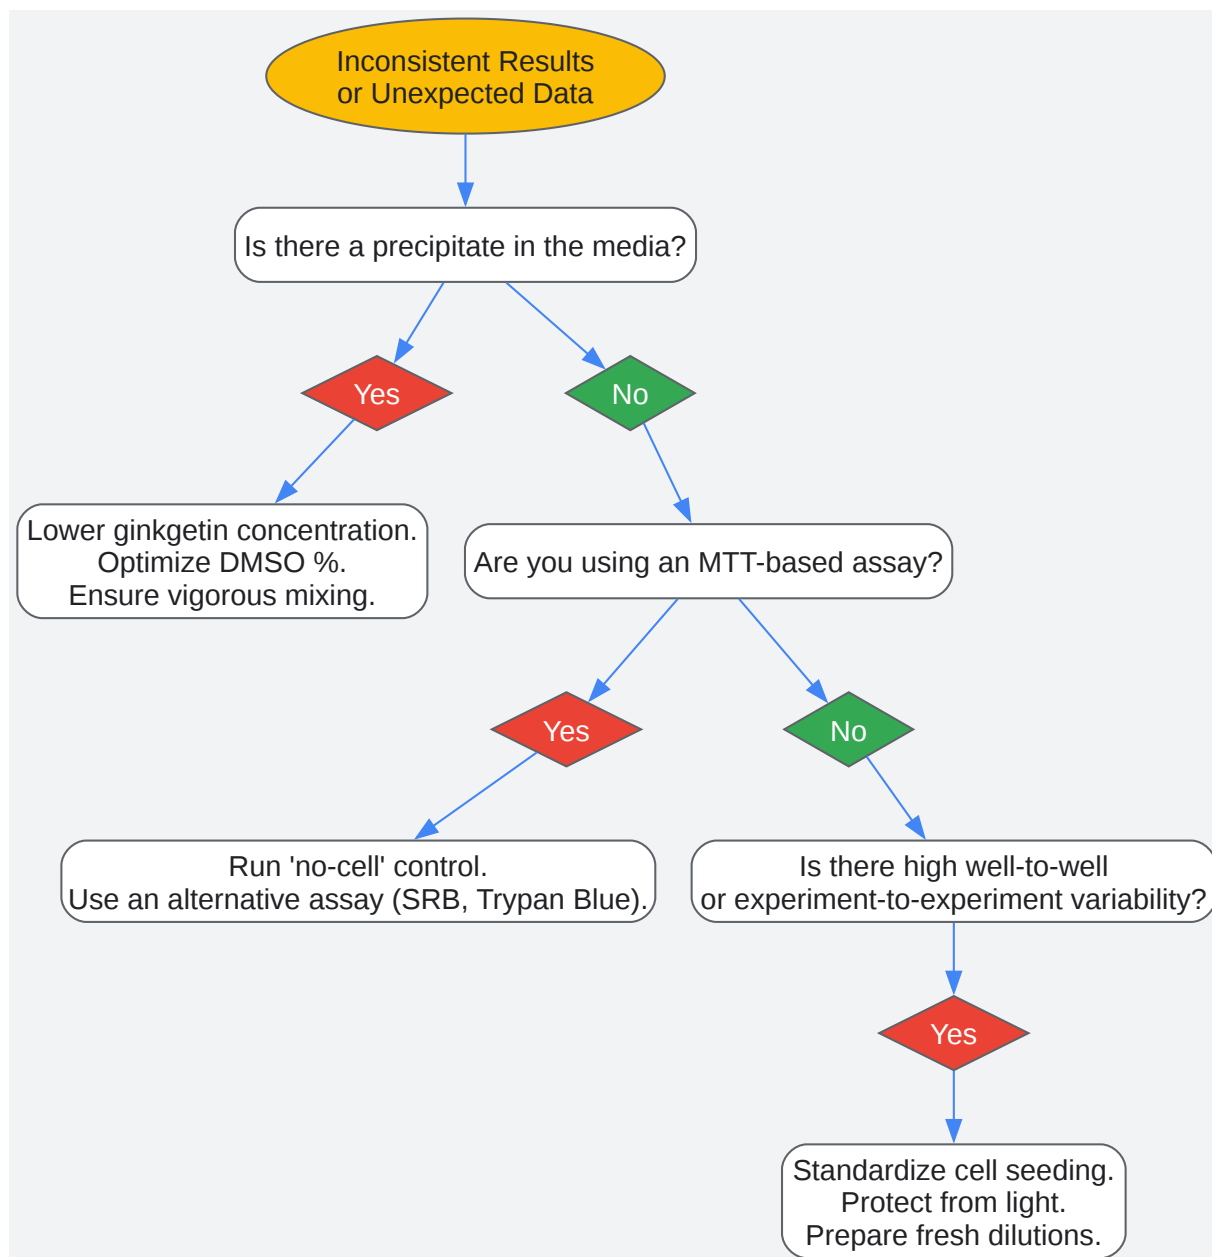 Inconsistent Results
or Unexpected Data
Is there a precipitate in the media?
Yes
No
Lower ginkgetin concentration.
Optimize DMSO %.
Ensure vigorous mixing.
Are you using an MTT-based assay?
Yes
No
Run 'no-cell' control.
Use an alternative assay (SRB, Trypan Blue).
Is there high well-to-well
or experiment-to-experiment variability?
Yes
Standardize cell seeding.
Protect from light.
Prepare fresh dilutions.